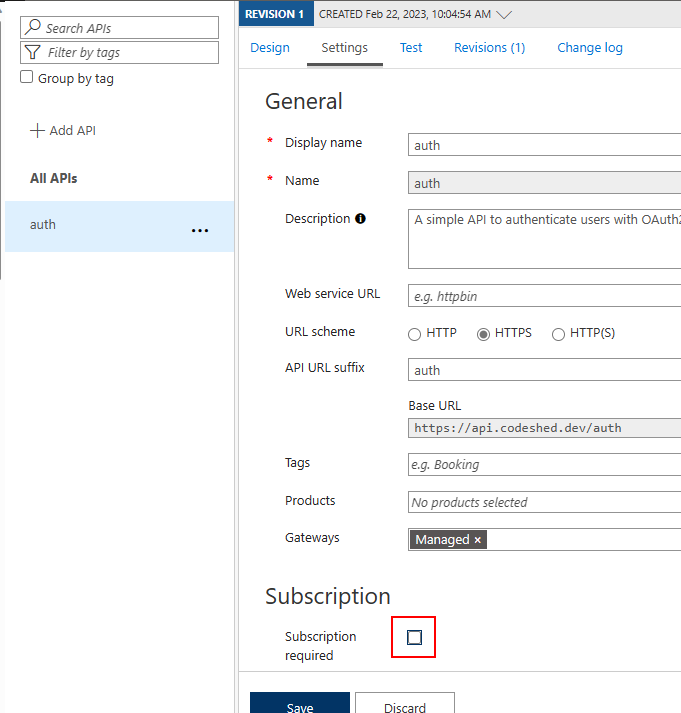 REVISION 1 CREATED Feb 22, 2023, 10:04:54 AM
Search APIs
Filter by tags
Group by tag
Add API
All APIs
auth
...
Design Settings Test Revisions (1) Change log
General
* Display name auth
* Name auth
Description A simple API to authenticate users with OAuth2
Web service URL e.g. httpbin
URL scheme HTTP HTTPS HTTP(S)
API URL suffix auth
Base URL
https://api.codeshed.dev/auth
Tags e.g. Booking
Products No products selected
Gateways Managed ×
Subscription
Subscription
required
Save Discard